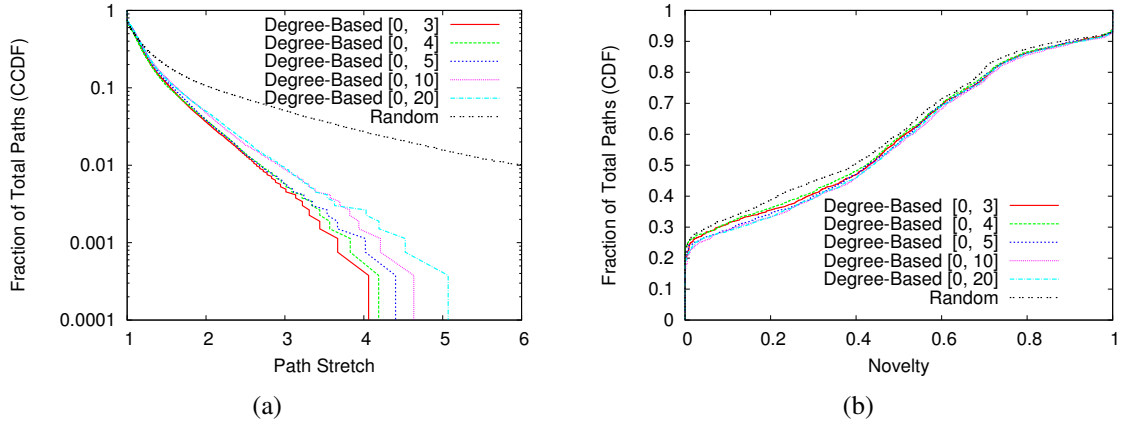 Fraction of Total Paths (CCDF)
1
0.1
0.01
0.001
0.0001
Degree-Based [0, 3]
Degree-Based [0, 4]
Degree-Based [0, 5]
Degree-Based [0, 10]
Degree-Based [0, 20]
Random
1 2 3 4 5 6
Path Stretch
(a)
Fraction of Total Paths (CDF)
1
0.9
0.8
0.7
0.6
0.5
0.4
0.3
0.2
0.1
0
Degree-Based [0, 3]
Degree-Based [0, 4]
Degree-Based [0, 5]
Degree-Based [0, 10]
Degree-Based [0, 20]
Random
0 0.2 0.4 0.6 0.8 1
Novelty
(b)